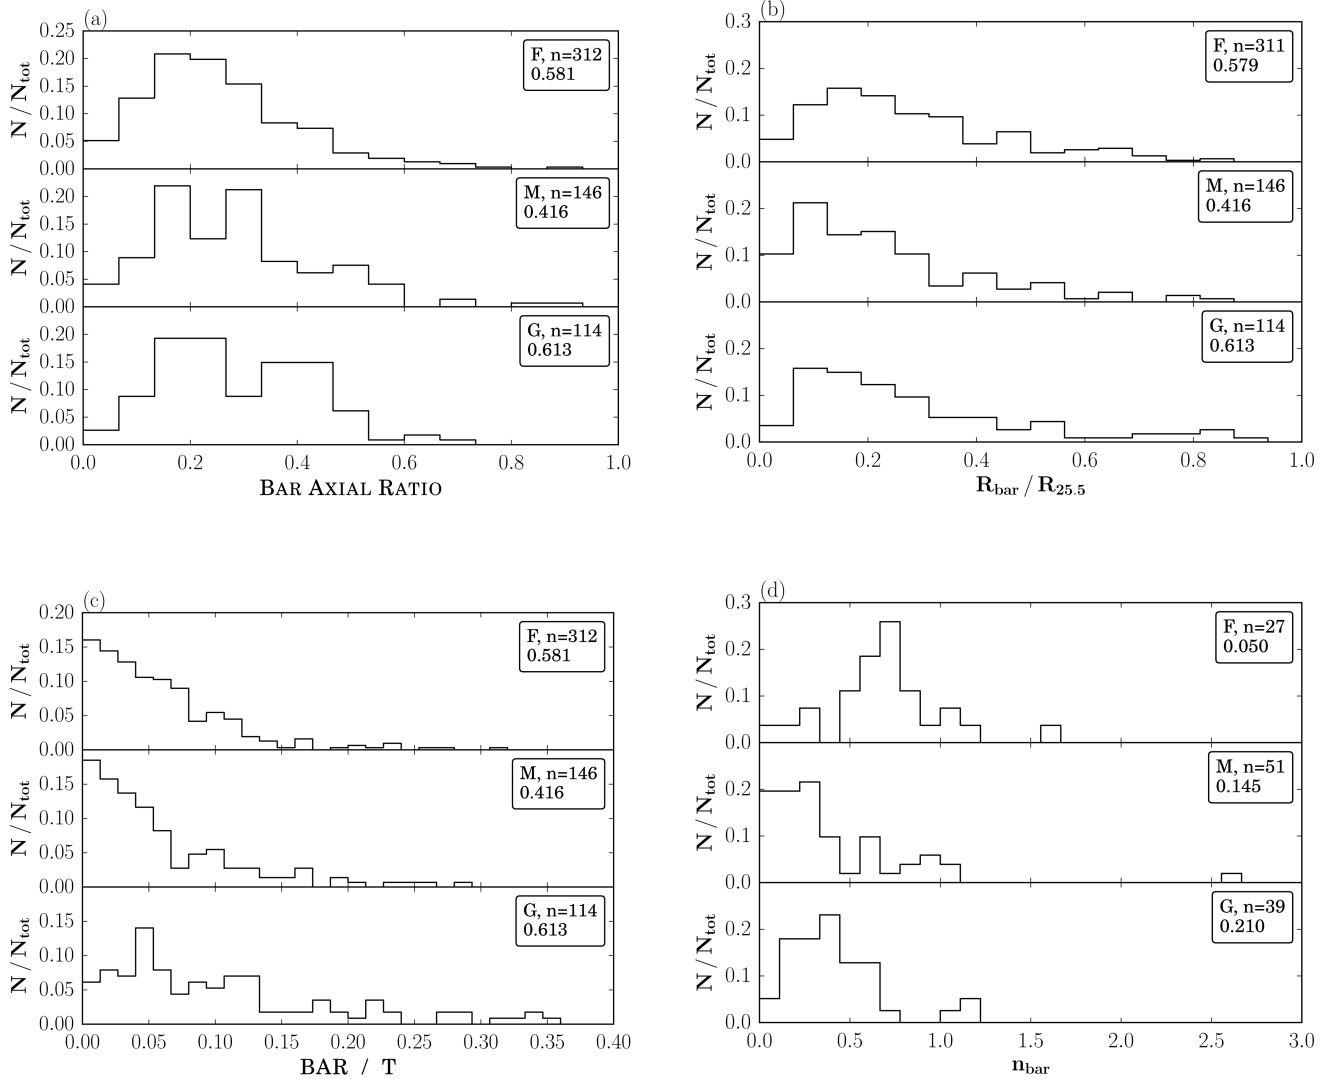 (a)
0.25
0.20
0.15
0.10
0.05
0.00
N / N_tot
F, n=312
0.581
0.20
0.15
0.10
0.05
0.00
N / N_tot
M, n=146
0.416
0.20
0.15
0.10
0.05
0.00
N / N_tot
G, n=114
0.613
0.0 0.2 0.4 0.6 0.8 1.0
BAR AXIAL RATIO
(b)
0.3
0.2
0.1
0.0
N / N_tot
F, n=311
0.579
0.2
0.1
0.0
N / N_tot
M, n=146
0.416
0.2
0.1
0.0
N / N_tot
G, n=114
0.613
0.0 0.2 0.4 0.6 0.8 1.0
R_bar / R_25.5
(c)
0.20
0.15
0.10
0.05
0.00
N / N_tot
F, n=312
0.581
0.15
0.10
0.05
0.00
N / N_tot
M, n=146
0.416
0.15
0.10
0.05
0.00
N / N_tot
G, n=114
0.613
0.00 0.05 0.10 0.15 0.20 0.25 0.30 0.35 0.40
BAR / T
(d)
0.3
0.2
0.1
0.0
N / N_tot
F, n=27
0.050
0.2
0.1
0.0
N / N_tot
M, n=51
0.145
0.2
0.1
0.0
N / N_tot
G, n=39
0.210
0.0 0.5 1.0 1.5 2.0 2.5 3.0
n_bar